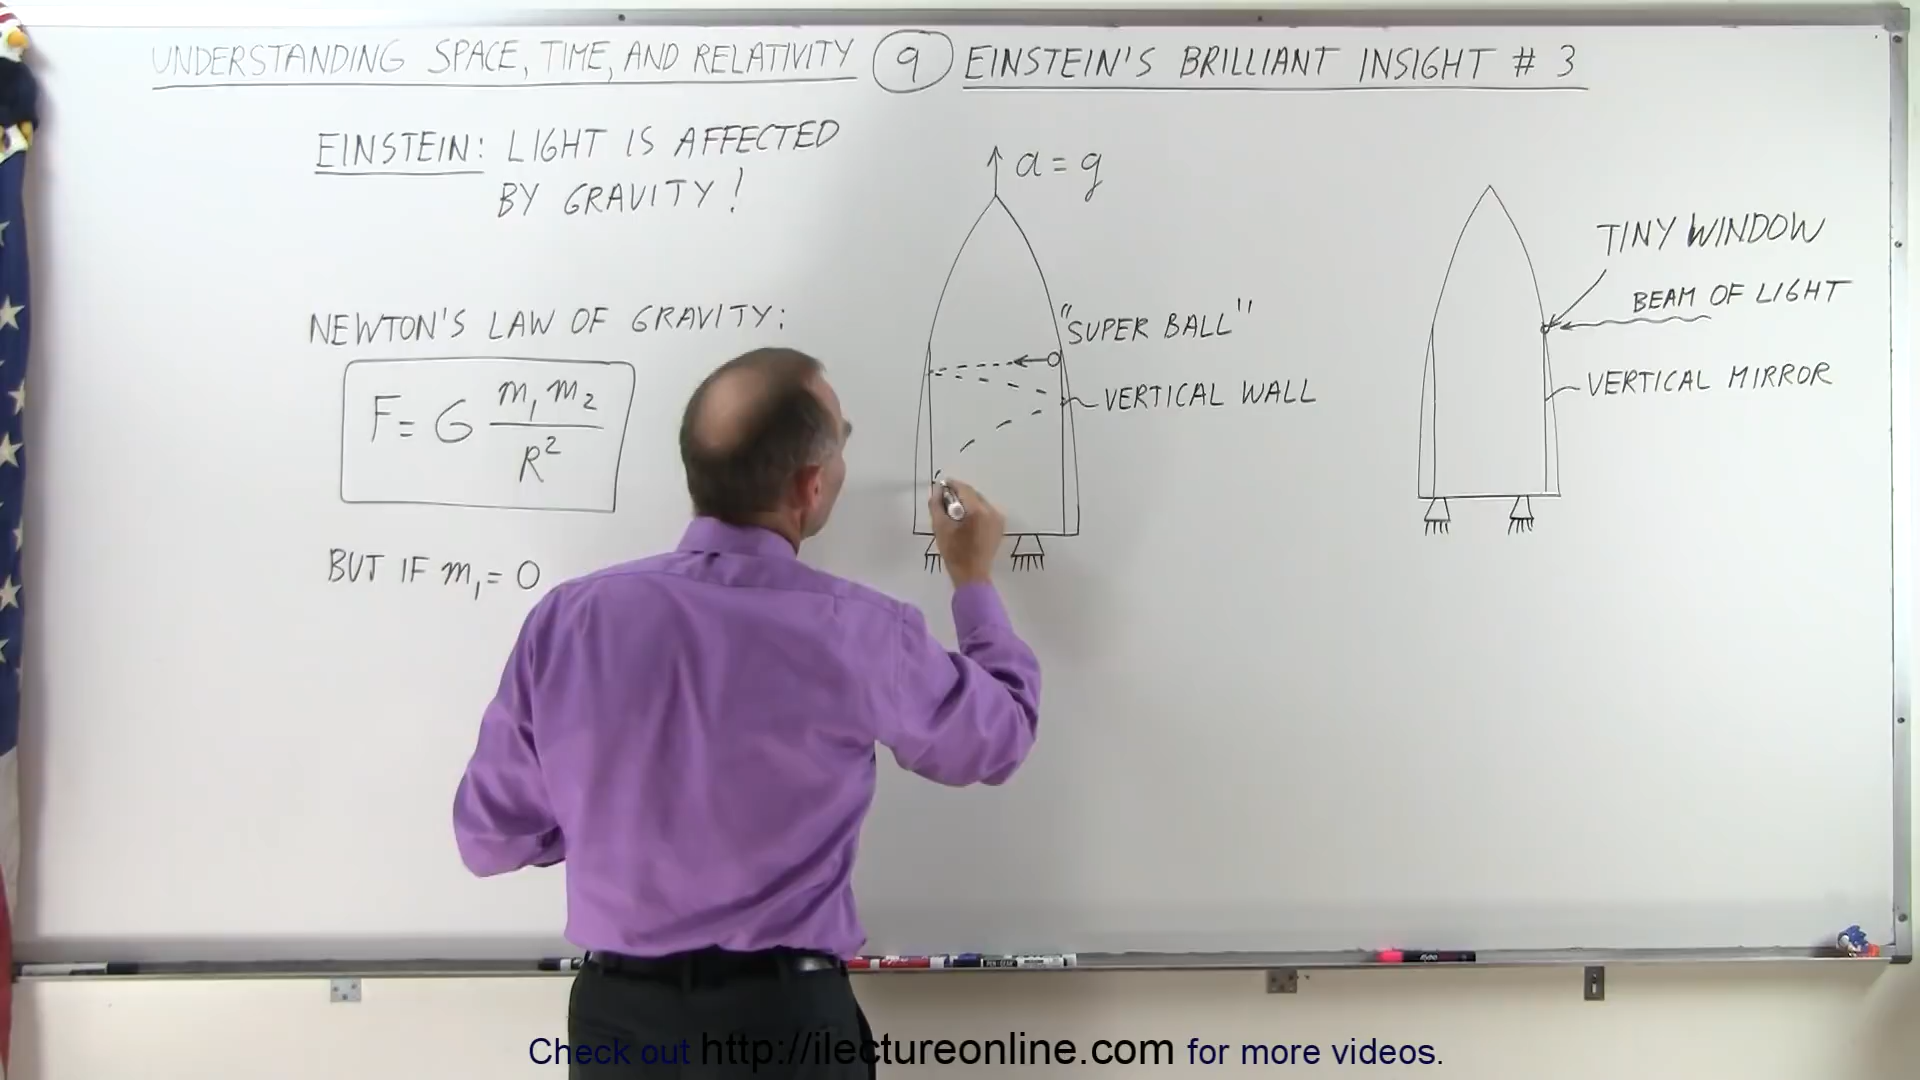 UNDERSTANDING SPACE, TIME, AND RELATIVITY 9 EINSTEIN'S BRILLIANT INSIGHT # 3
EINSTEIN: LIGHT IS AFFECTED
BY GRAVITY!
NEWTON'S LAW OF GRAVITY:
F = G m₁ m₂ / R²
BUT IF m₁ = 0
a = g
"SUPER BALL"
VERTICAL WALL
TINY WINDOW
BEAM OF LIGHT
VERTICAL MIRROR
Check out http://ilectureonline.com for more videos.